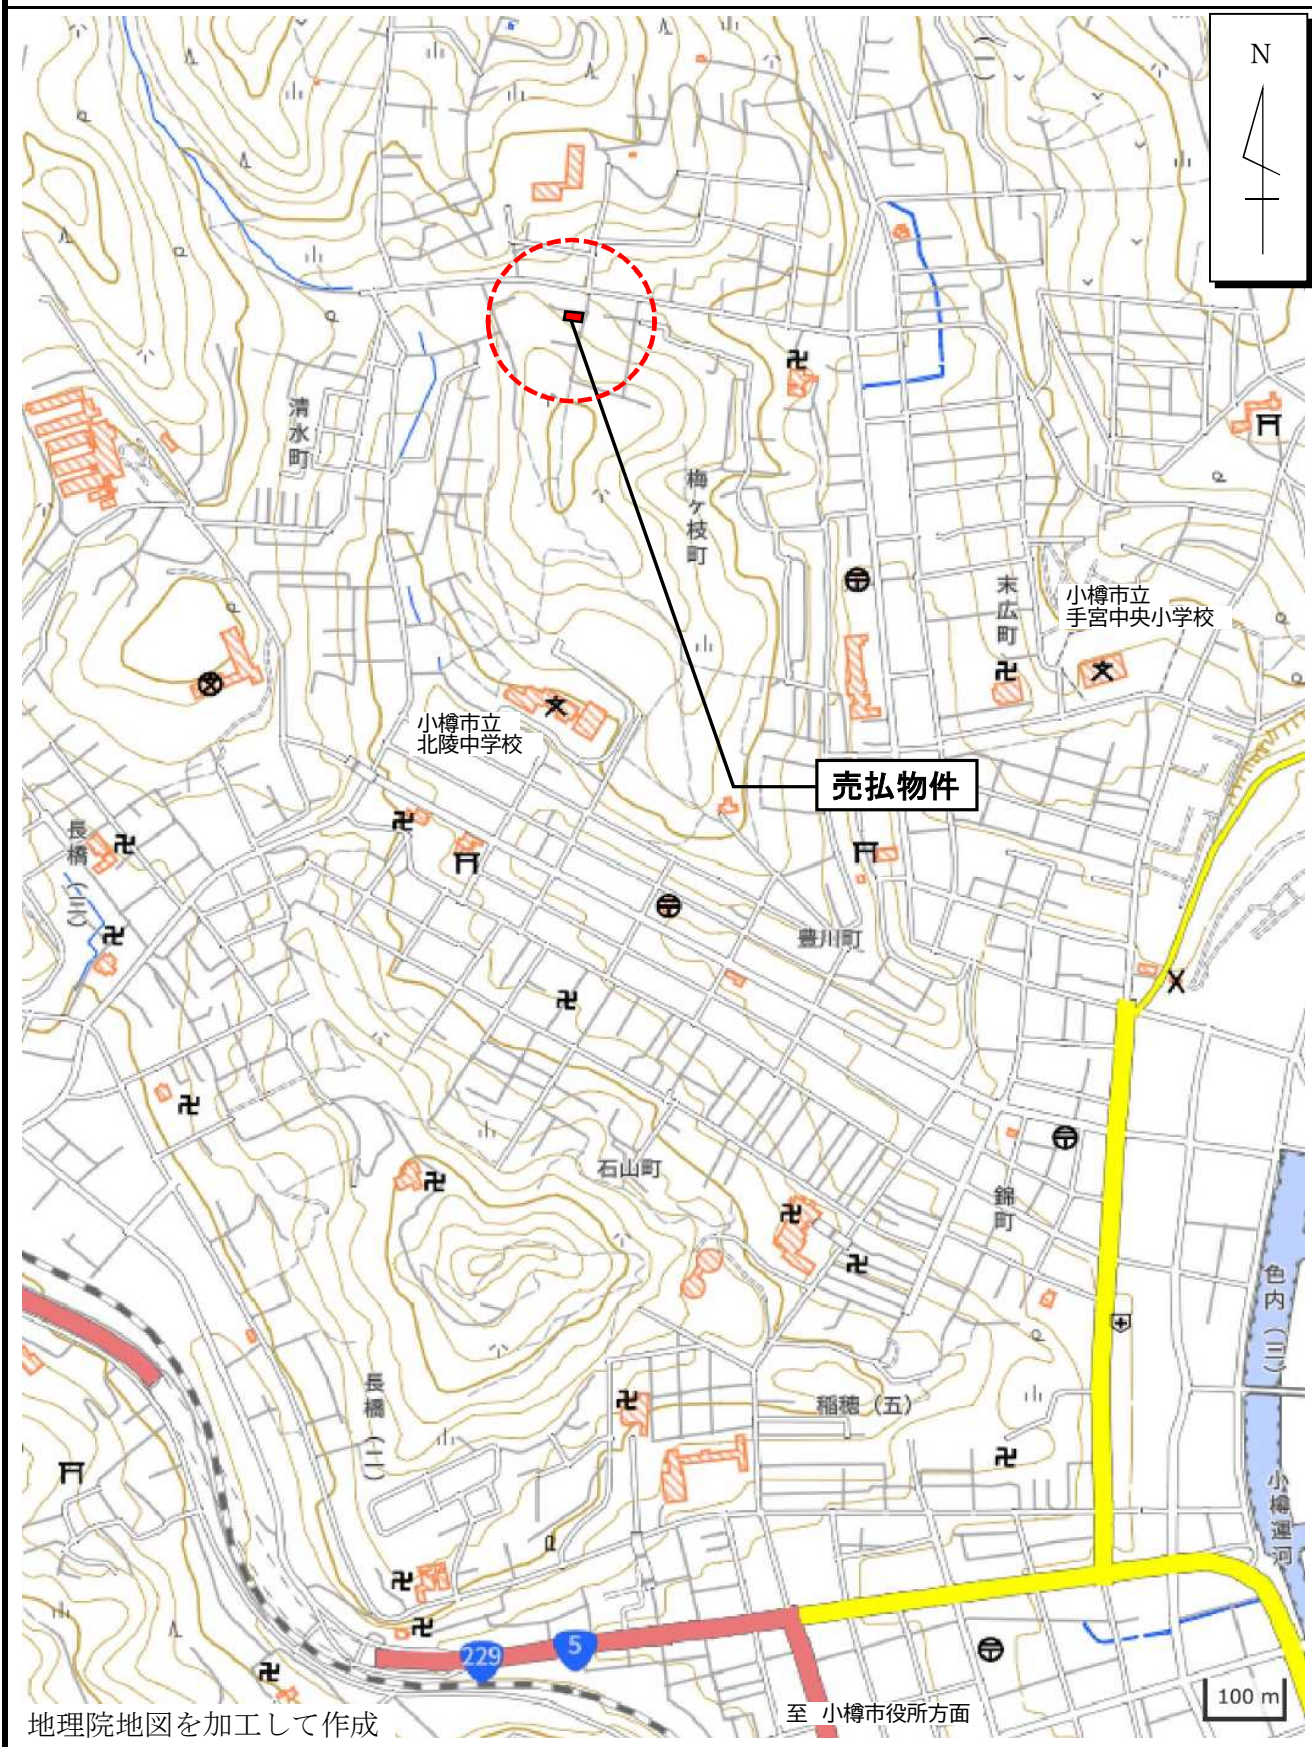 N
清水町
梅ヶ枝町
末広町
小樽市立
手宮中央小学校
小樽市立
北陵中学校
売払物件
長橋(三)
豊川町
石山町
錦町
色内(三)
長橋(二)
稲穂(五)
小樽運河
229
5
100 m
至 小樽市役所方面
地理院地図を加工して作成